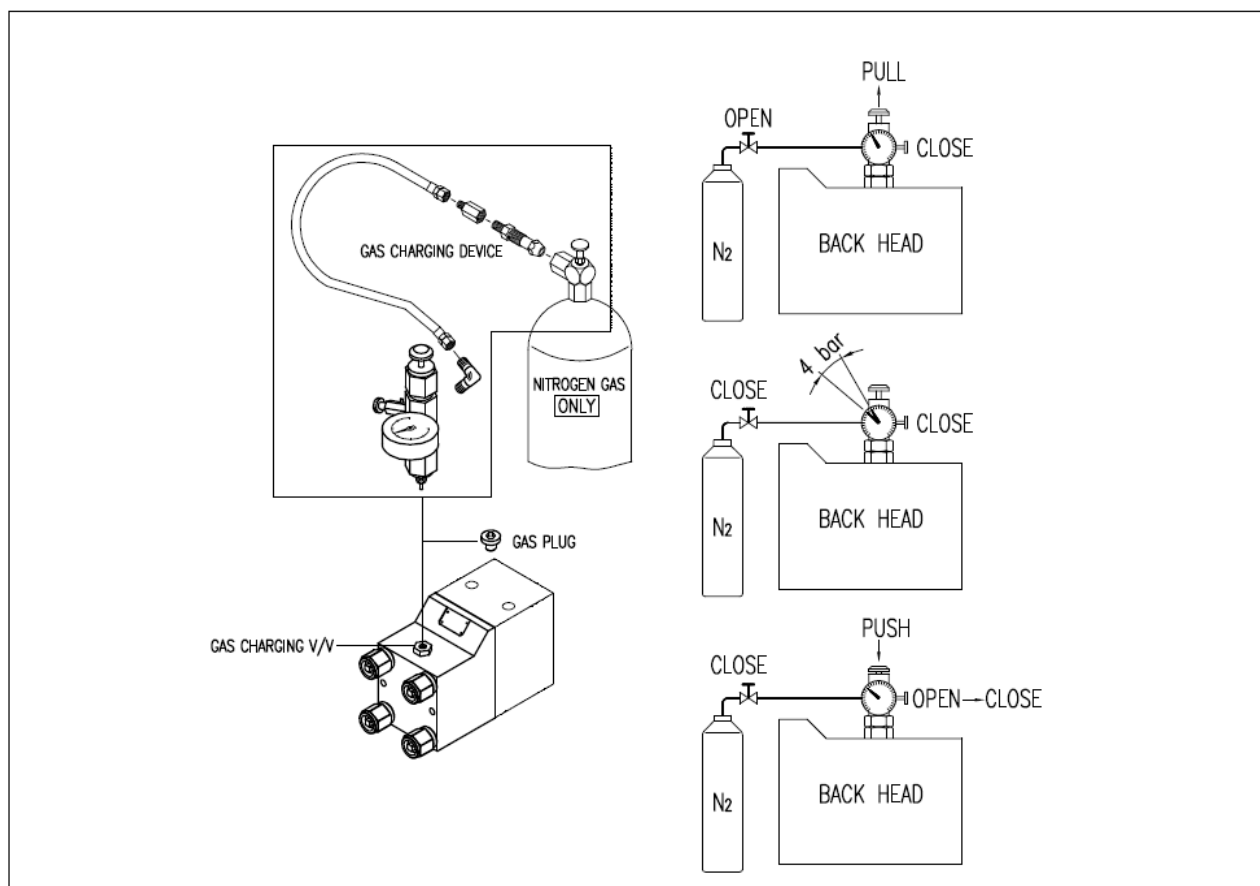 GAS CHARGING DEVICE
NITROGEN GAS
ONLY
GAS PLUG
GAS CHARGING V/V
PULL
OPEN
CLOSE
N2
BACK HEAD
4 bar
CLOSE
CLOSE
N2
BACK HEAD
PUSH
CLOSE
OPEN→CLOSE
N2
BACK HEAD